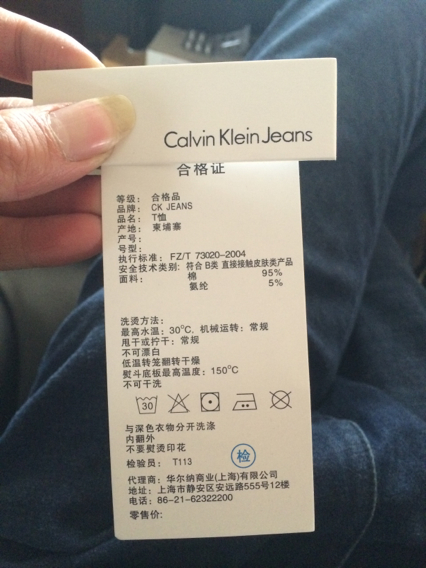 Calvin Klein Jeans
合格证
等级: 合格品
品牌: CK JEANS
品名: T恤
产地: 柬埔寨
产号:
号型:
执行标准: FZ/T 73020-2004
安全技术类别: 符合 B类 直接接触皮肤类产品
面料: 棉 95%
氨纶 5%
洗烫方法:
最高水温: 30°C, 机械运转: 常规
甩干或拧干: 常规
不可漂白
低温转笼翻转干燥
熨斗底板最高温度: 150°C
不可干洗
30
与深色衣物分开洗涤
内翻外
不要熨烫印花
检验员: T113 检
代理商: 华尔纳商业(上海)有限公司
地址: 上海市静安区安远路555号12楼
电话: 86-21-62322200
零售价: